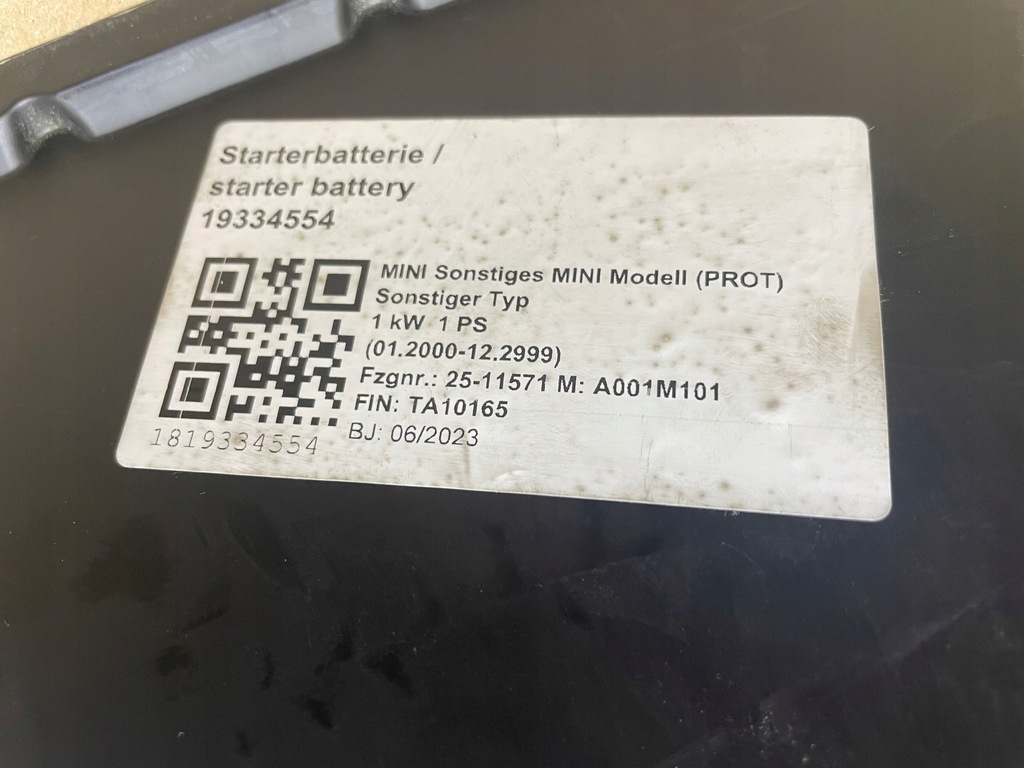 Starterbatterie /
starter battery
19334554
MINI Sonstiges MINI Modell (PROT)
Sonstiger Typ
1 kW 1 PS
(01.2000-12.2999)
Fzgnr.: 25-11571 M: A001M101
FIN: TA10165
BJ: 06/2023
1819334554